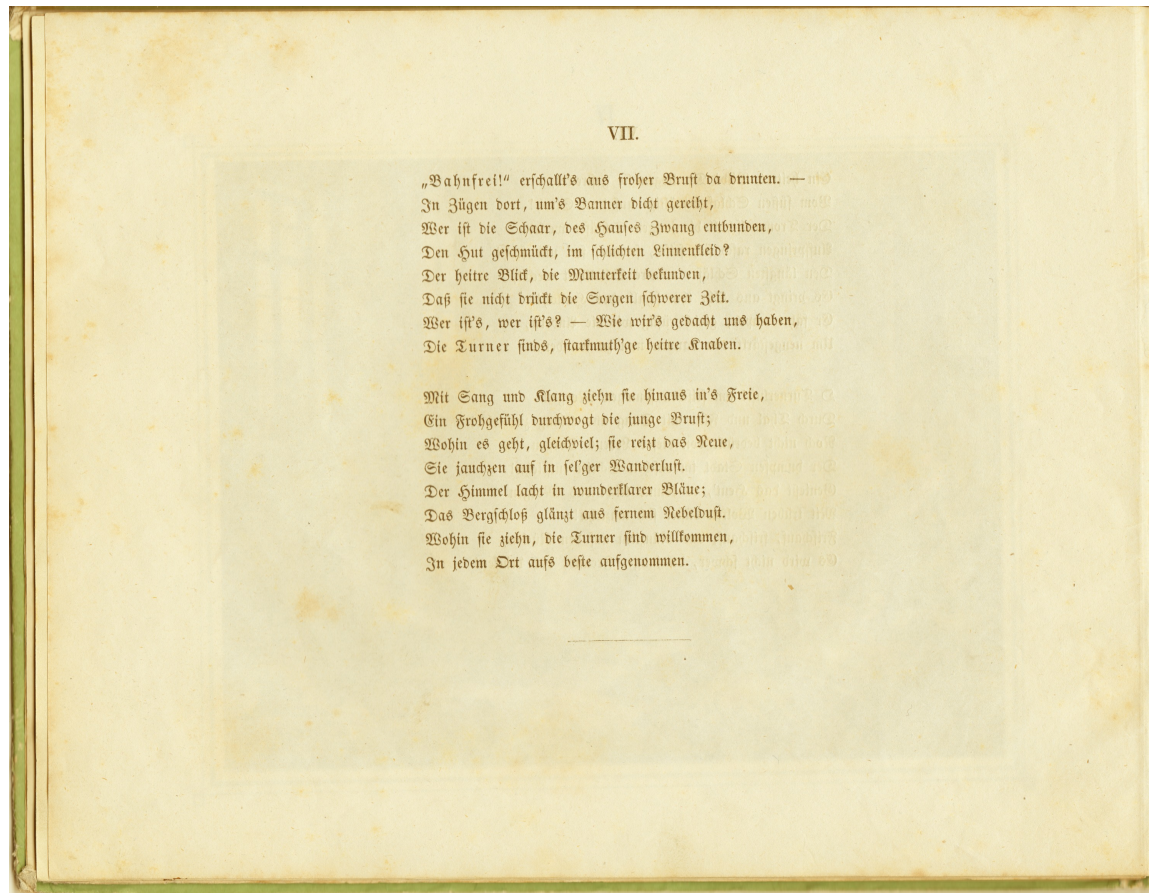 VII.
„Bahnfrei!“ erschallt's aus froher Brust da drunten. —
In Zügen dort, um's Banner dicht gereiht,
Wer ist die Schaar, des Hauses Zwang entbunden,
Den Hut geschmückt, im schlichten Linnenkleid?
Der heitre Blick, die Munterkeit bekunden,
Daß sie nicht drückt die Sorgen schwerer Zeit.
Wer ist's, wer ist's? — Wie wir's gedacht uns haben,
Die Turner sinds, starkmuth'ge heitre Knaben.
Mit Sang und Klang ziehn sie hinaus in's Freie,
Ein Frohgefühl durchwogt die junge Brust;
Wohin es geht, gleichviel; sie reizt das Neue,
Sie jauchzen auf in sel'ger Wanderlust.
Der Himmel lacht in wunderklarer Bläue;
Das Bergschloß glänzt aus fernem Nebeldust.
Wohin sie ziehn, die Turner sind willkommen,
In jedem Ort aufs beste aufgenommen.